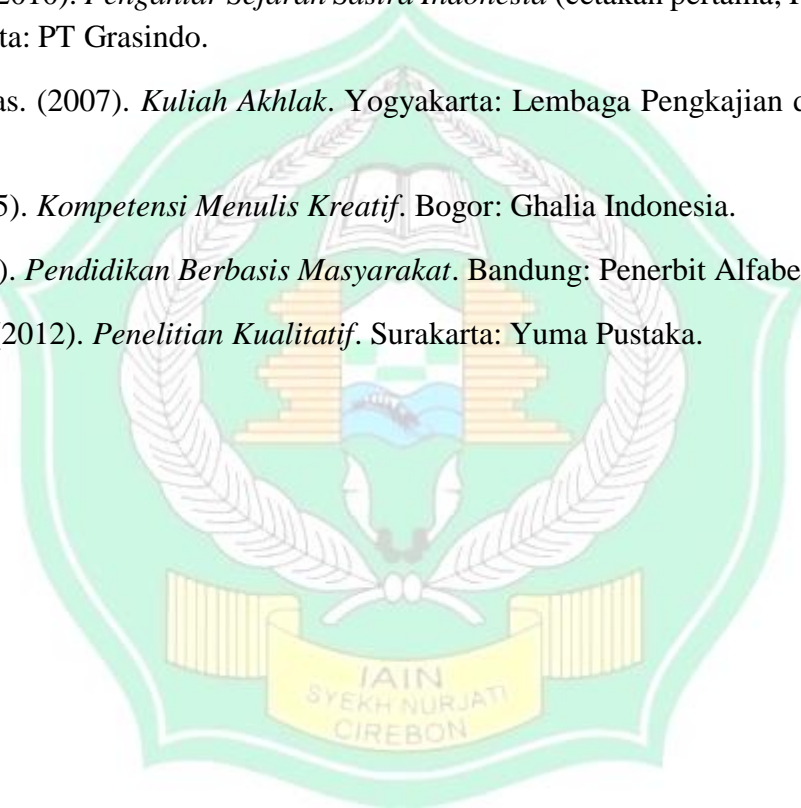 2010). Pengantar Sejarah Sastra Indonesia (cetakan pertama,
ta: PT Grasindo.
as. (2007). Kuliah Akhlak. Yogyakarta: Lembaga Pengkajian d
5). Kompetensi Menulis Kreatif. Bogor: Ghalia Indonesia.
). Pendidikan Berbasis Masyarakat. Bandung: Penerbit Alfabe
2012). Penelitian Kualitatif. Surakarta: Yuma Pustaka.
IAIN
SYEKH NURJATI
CIREBON